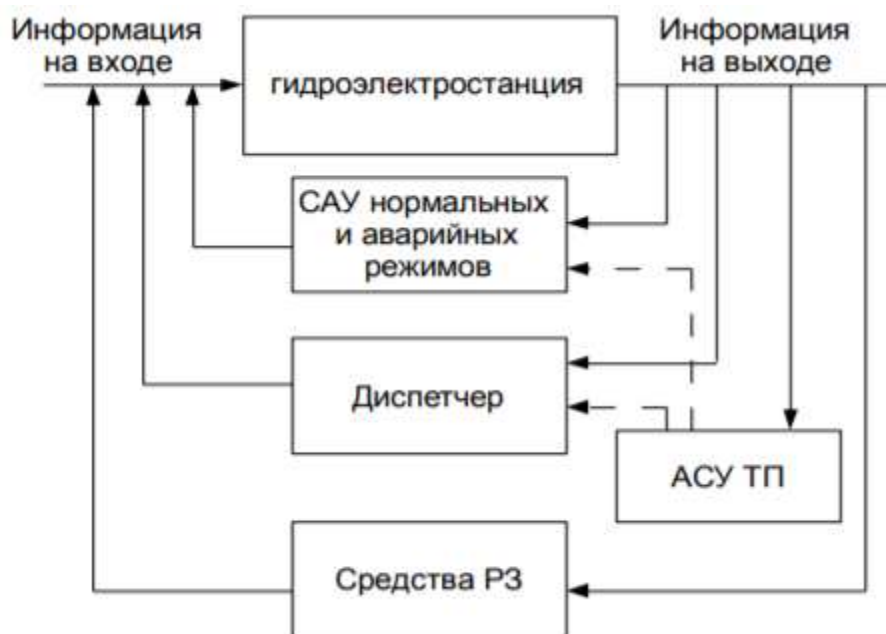 Информация
на входе
гидроэлектростанция
Информация
на выходе
САУ нормальных
и аварийных
режимов
Диспетчер
АСУ ТП
Средства РЗ